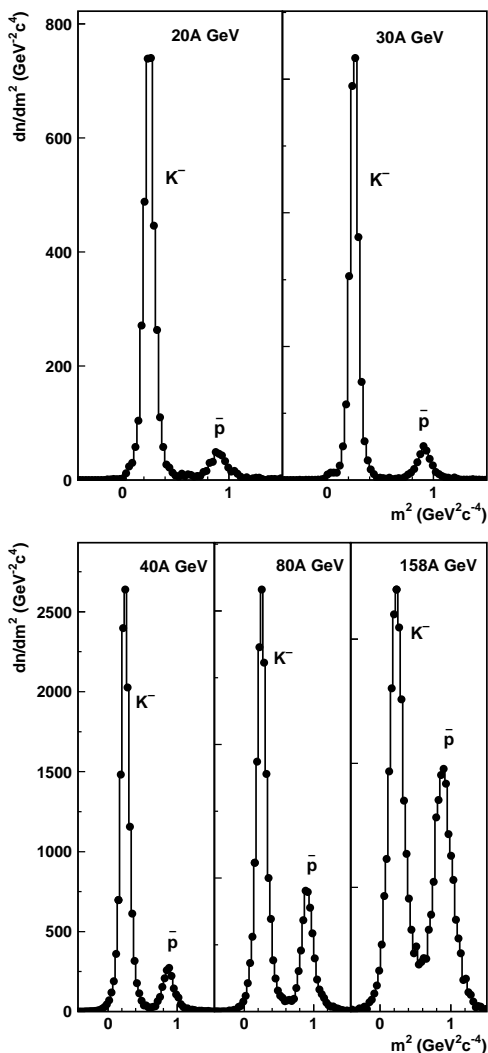 dn/dm² (GeV⁻²c⁴)
800
600
400
200
0
20A GeV
K⁻
p̄
0
1
30A GeV
K⁻
p̄
0
1
m² (GeV²c⁻⁴)
dn/dm² (GeV⁻²c⁴)
2500
2000
1500
1000
500
0
40A GeV
K⁻
p̄
0
1
80A GeV
K⁻
p̄
0
1
158A GeV
K⁻
p̄
0
1
m² (GeV²c⁻⁴)